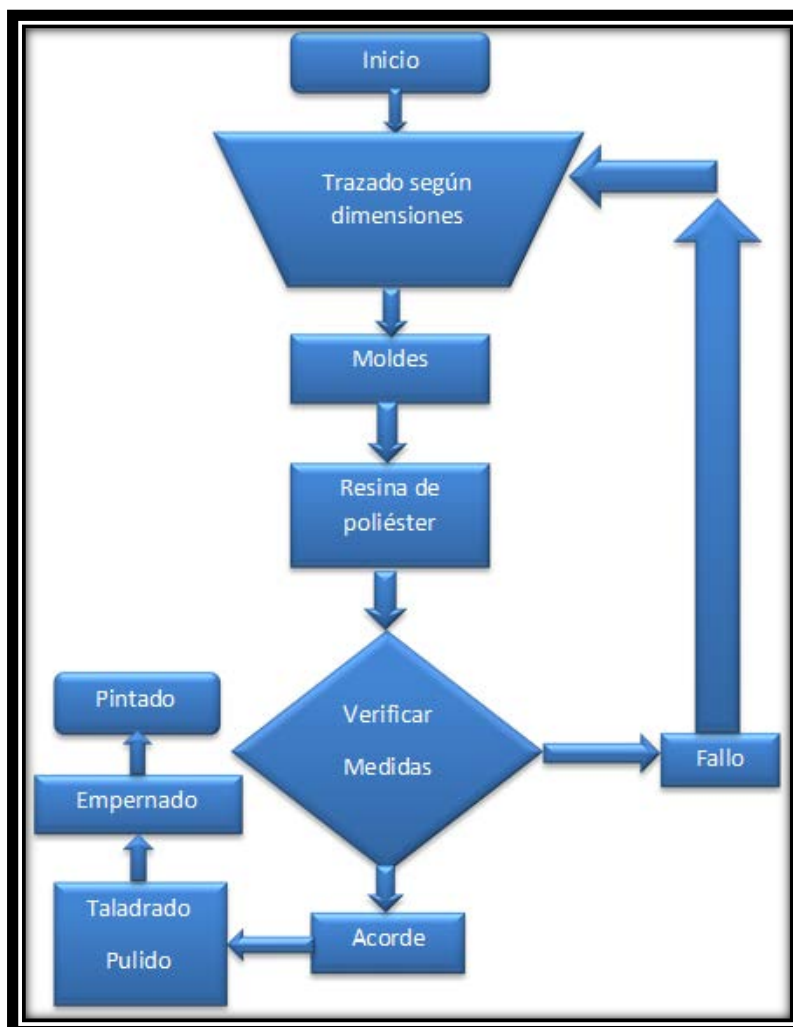 Inicio
Trazado según
dimensiones
Moldes
Resina de
poliéster
Verificar
Medidas
Fallo
Acorde
Taladrado
Pulido
Empernado
Pintado